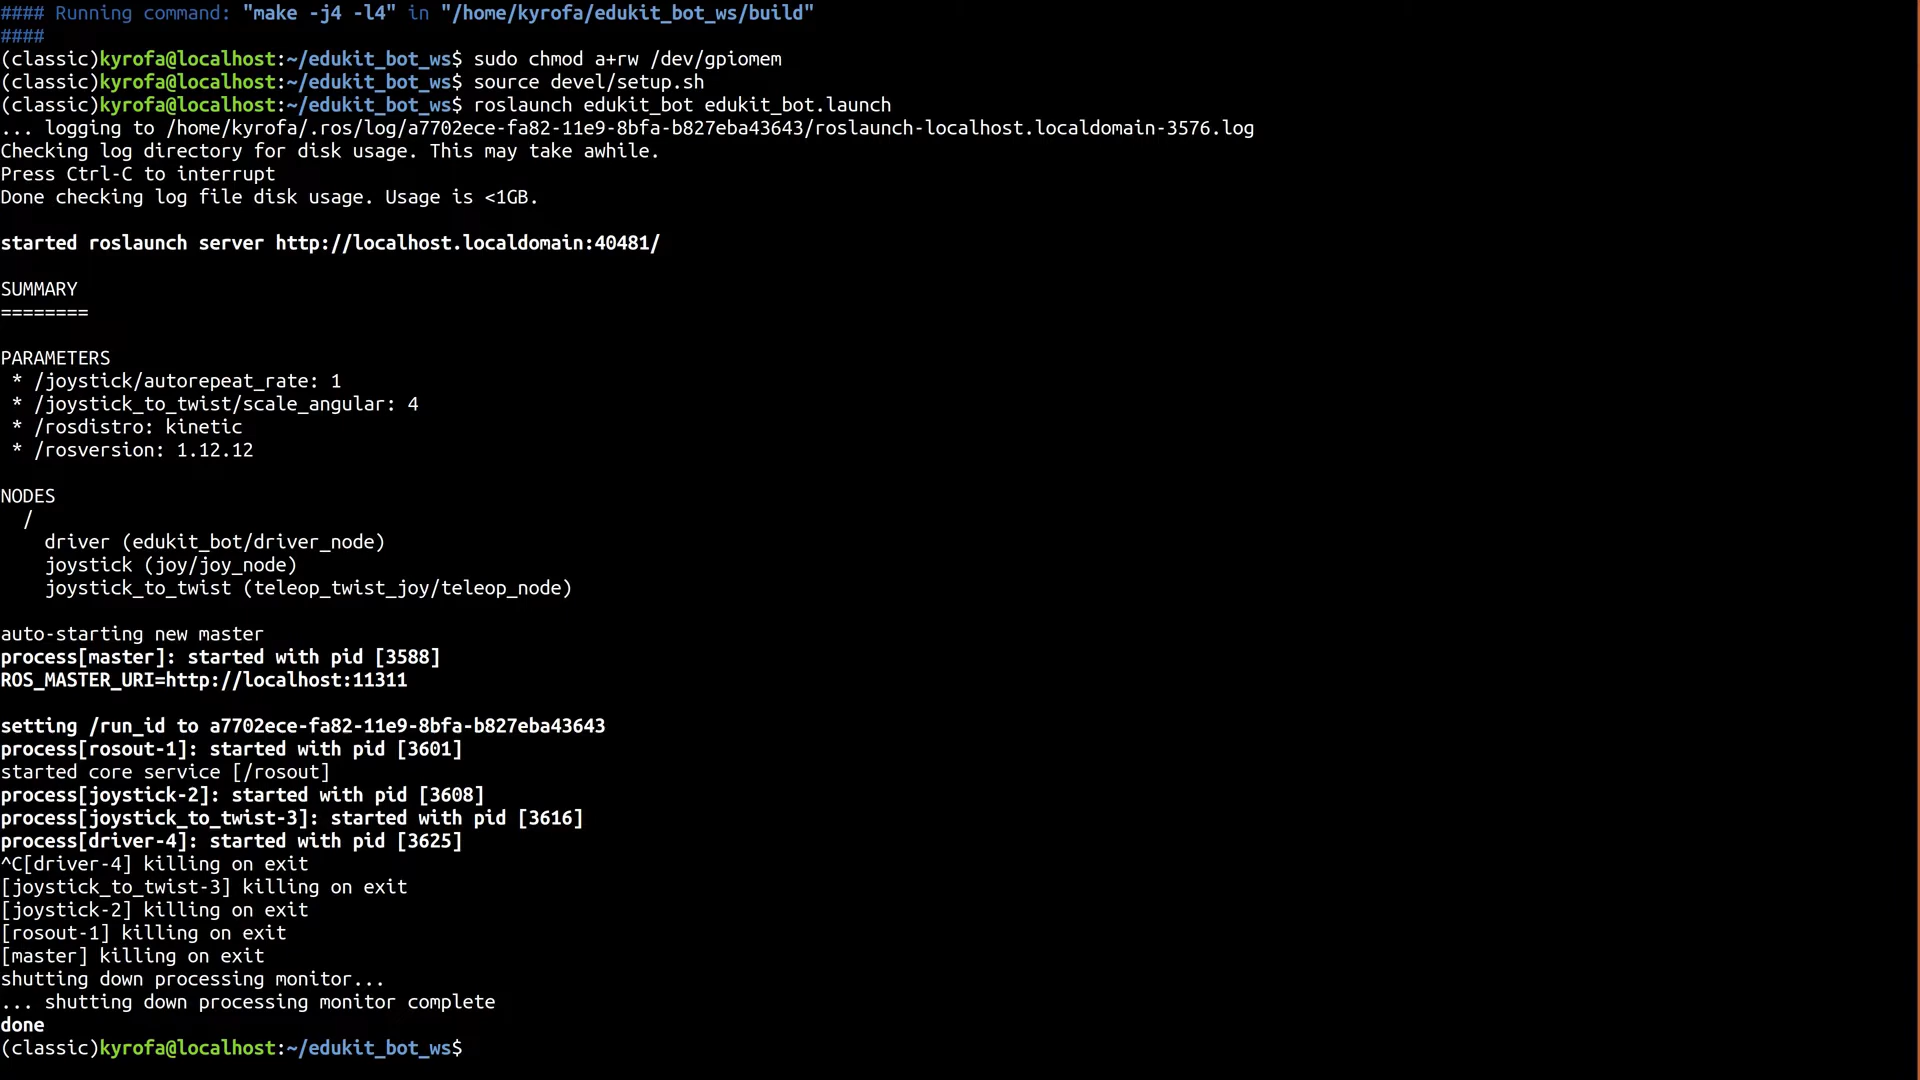 #### Running command: "make -j4 -l4" in "/home/kyrofa/edukit_bot_ws/build"
####
(classic)kyrofa@localhost:~/edukit_bot_ws$ sudo chmod a+rw /dev/gpiomem
(classic)kyrofa@localhost:~/edukit_bot_ws$ source devel/setup.sh
(classic)kyrofa@localhost:~/edukit_bot_ws$ roslaunch edukit_bot edukit_bot.launch
... logging to /home/kyrofa/.ros/log/a7702ece-fa82-11e9-8bfa-b827eba43643/roslaunch-localhost.localdomain-3576.log
Checking log directory for disk usage. This may take awhile.
Press Ctrl-C to interrupt
Done checking log file disk usage. Usage is <1GB.

started roslaunch server http://localhost.localdomain:40481/

SUMMARY
========

PARAMETERS
 * /joystick/autorepeat_rate: 1
 * /joystick_to_twist/scale_angular: 4
 * /rosdistro: kinetic
 * /rosversion: 1.12.12

NODES
  /
    driver (edukit_bot/driver_node)
    joystick (joy/joy_node)
    joystick_to_twist (teleop_twist_joy/teleop_node)

auto-starting new master
process[master]: started with pid [3588]
ROS_MASTER_URI=http://localhost:11311

setting /run_id to a7702ece-fa82-11e9-8bfa-b827eba43643
process[rosout-1]: started with pid [3601]
started core service [/rosout]
process[joystick-2]: started with pid [3608]
process[joystick_to_twist-3]: started with pid [3616]
process[driver-4]: started with pid [3625]
^C[driver-4] killing on exit
[joystick_to_twist-3] killing on exit
[joystick-2] killing on exit
[rosout-1] killing on exit
[master] killing on exit
shutting down processing monitor...
... shutting down processing monitor complete
done
(classic)kyrofa@localhost:~/edukit_bot_ws$